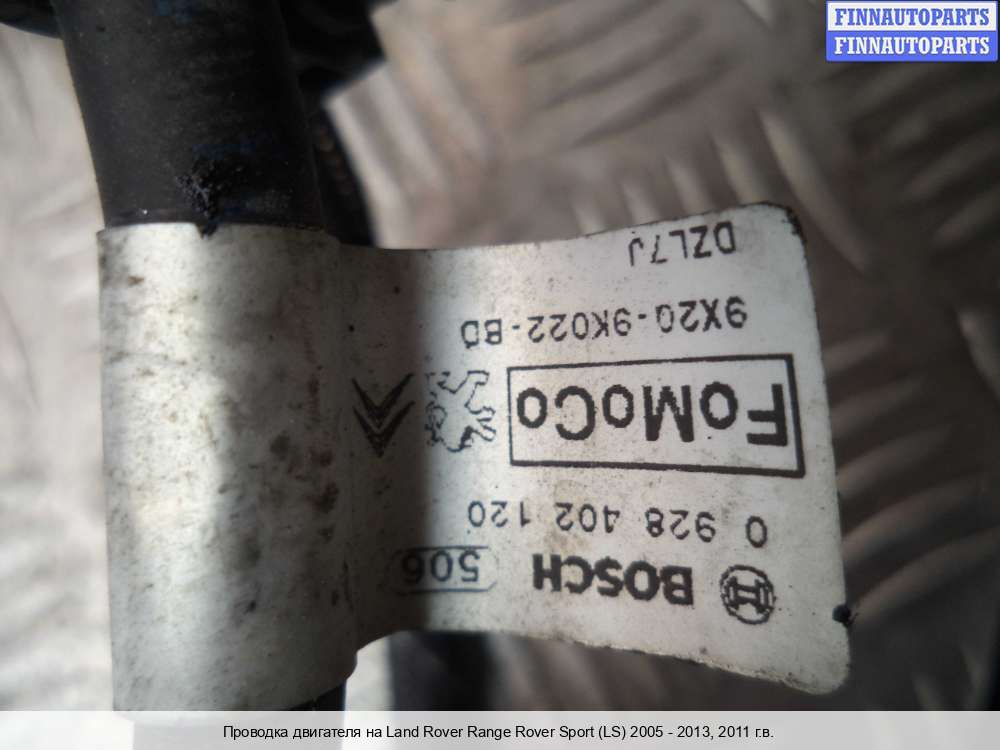 FINNAUTOPARTS
FINNAUTOPARTS
BOSCH 506
0 928 402 120
FoMoCo
9X2Q-9K022-BD
DZL7J
Проводка двигателя на Land Rover Range Rover Sport (LS) 2005 - 2013, 2011 г.в.